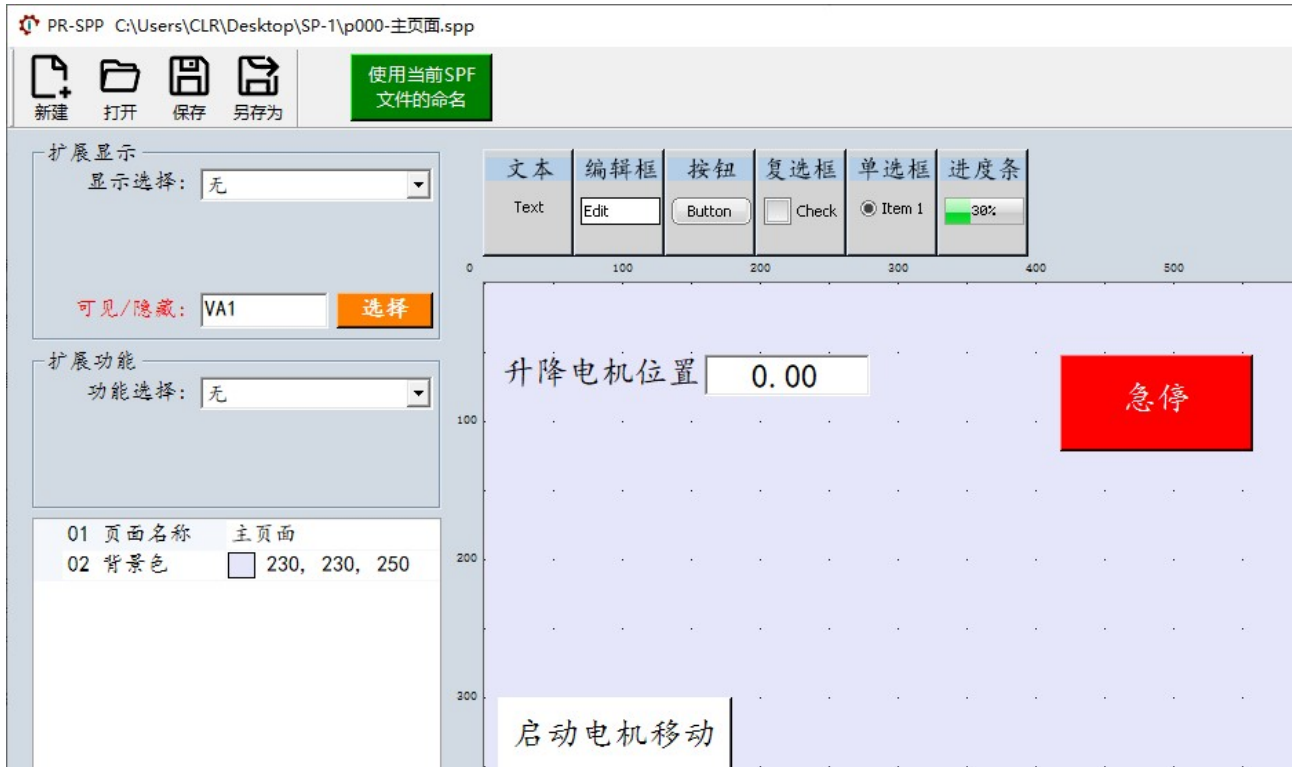 PR-SPP C:\Users\CLR\Desktop\SP-1\p000-主页面.spp
新建 打开 保存 另存为
使用当前SPF
文件的命名
扩展显示
显示选择: 无
可见/隐藏: VA1 选择
扩展功能
功能选择: 无
01 页面名称 主页面
02 背景色 230, 230, 250
文本 编辑框 按钮 复选框 单选框 进度条
Text Edit Button Check Item 1 30%
0 100 200 300 400 500
升降电机位置 0.00
急停
100
200
300
启动电机移动